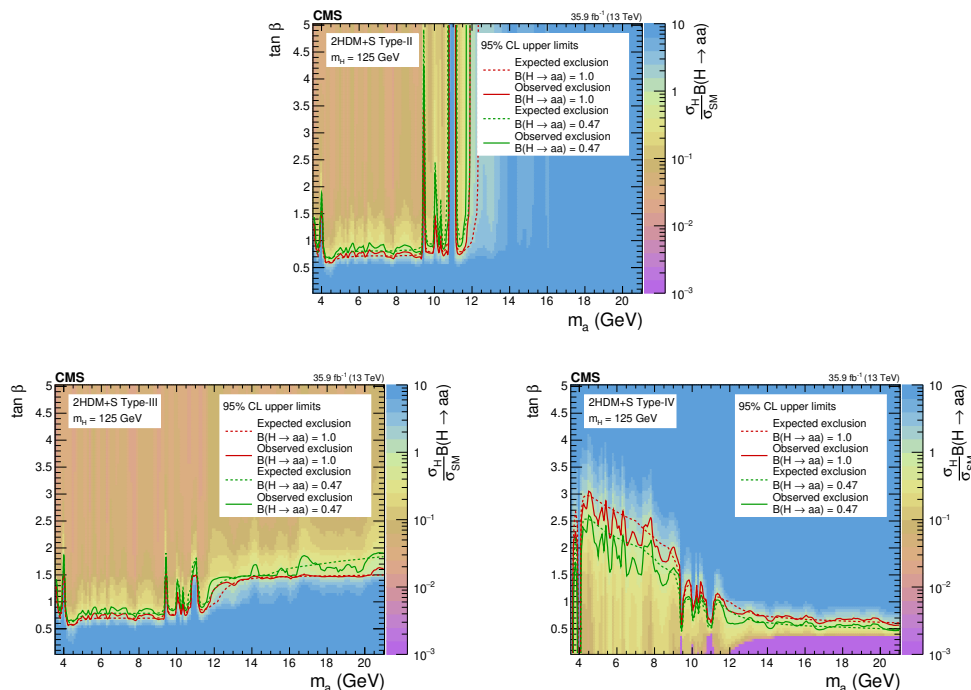 CMS 35.9 fb⁻¹ (13 TeV)
tan β
5
4.5
4
3.5
3
2.5
2
1.5
1
0.5
2HDM+S Type-II
m_H = 125 GeV
95% CL upper limits
Expected exclusion
B(H → aa) = 1.0
Observed exclusion
B(H → aa) = 1.0
Expected exclusion
B(H → aa) = 0.47
Observed exclusion
B(H → aa) = 0.47
4 6 8 10 12 14 16 18 20
m_a (GeV)
10
1
10⁻¹
10⁻²
10⁻³
σ_H/σ_SM B(H → aa)
CMS 35.9 fb⁻¹ (13 TeV)
tan β
5
4.5
4
3.5
3
2.5
2
1.5
1
0.5
2HDM+S Type-III
m_H = 125 GeV
95% CL upper limits
Expected exclusion
B(H → aa) = 1.0
Observed exclusion
B(H → aa) = 1.0
Expected exclusion
B(H → aa) = 0.47
Observed exclusion
B(H → aa) = 0.47
4 6 8 10 12 14 16 18 20
m_a (GeV)
10
1
10⁻¹
10⁻²
10⁻³
σ_H/σ_SM B(H → aa)
CMS 35.9 fb⁻¹ (13 TeV)
tan β
5
4.5
4
3.5
3
2.5
2
1.5
1
0.5
2HDM+S Type-IV
m_H = 125 GeV
95% CL upper limits
Expected exclusion
B(H → aa) = 1.0
Observed exclusion
B(H → aa) = 1.0
Expected exclusion
B(H → aa) = 0.47
Observed exclusion
B(H → aa) = 0.47
4 6 8 10 12 14 16 18 20
m_a (GeV)
10
1
10⁻¹
10⁻²
10⁻³
σ_H/σ_SM B(H → aa)